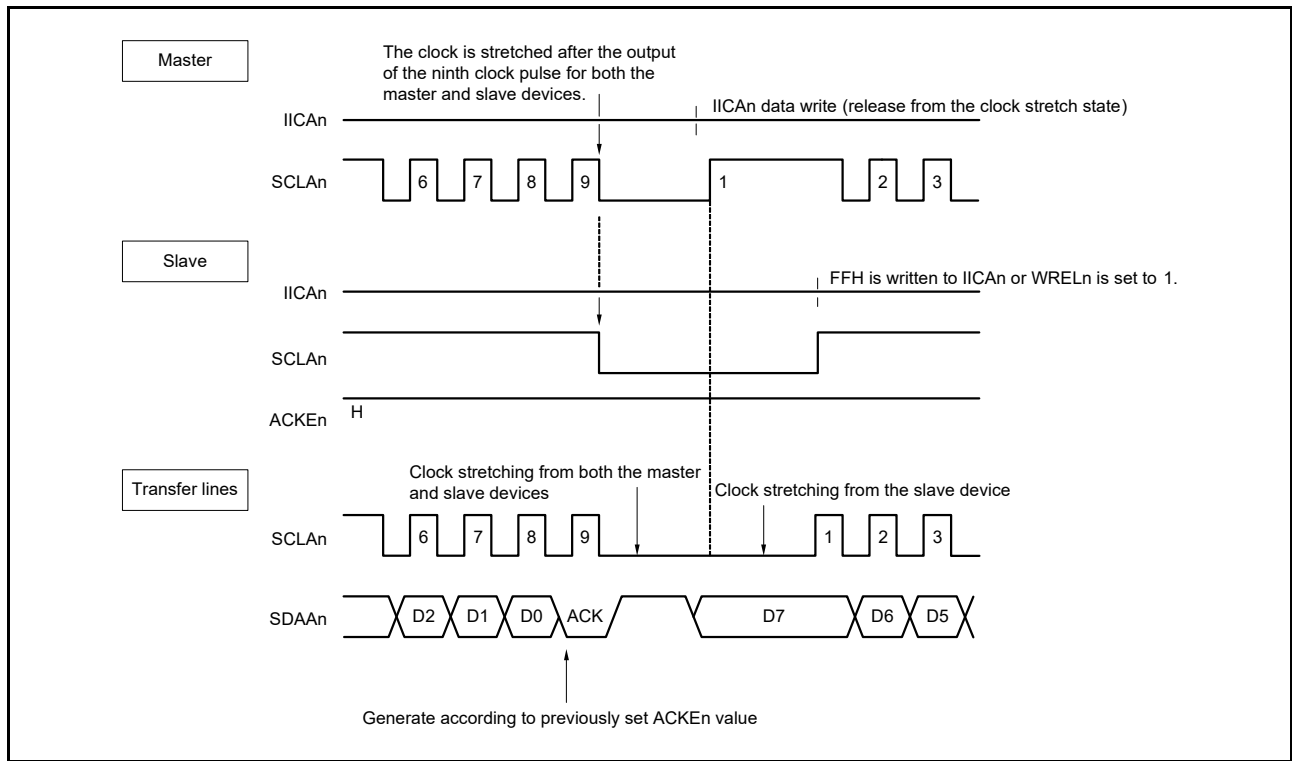 Master
The clock is stretched after the output
of the ninth clock pulse for both the
master and slave devices.
IICAn data write (release from the clock stretch state)
IICAn
SCLAn
6 7 8 9 1 2 3
Slave
FFH is written to IICAn or WRELn is set to 1.
IICAn
SCLAn
H
ACKEn
Transfer lines
Clock stretching from both the master
and slave devices
Clock stretching from the slave device
SCLAn
6 7 8 9 1 2 3
SDAAn
D2 D1 D0 ACK D7 D6 D5
Generate according to previously set ACKEn value